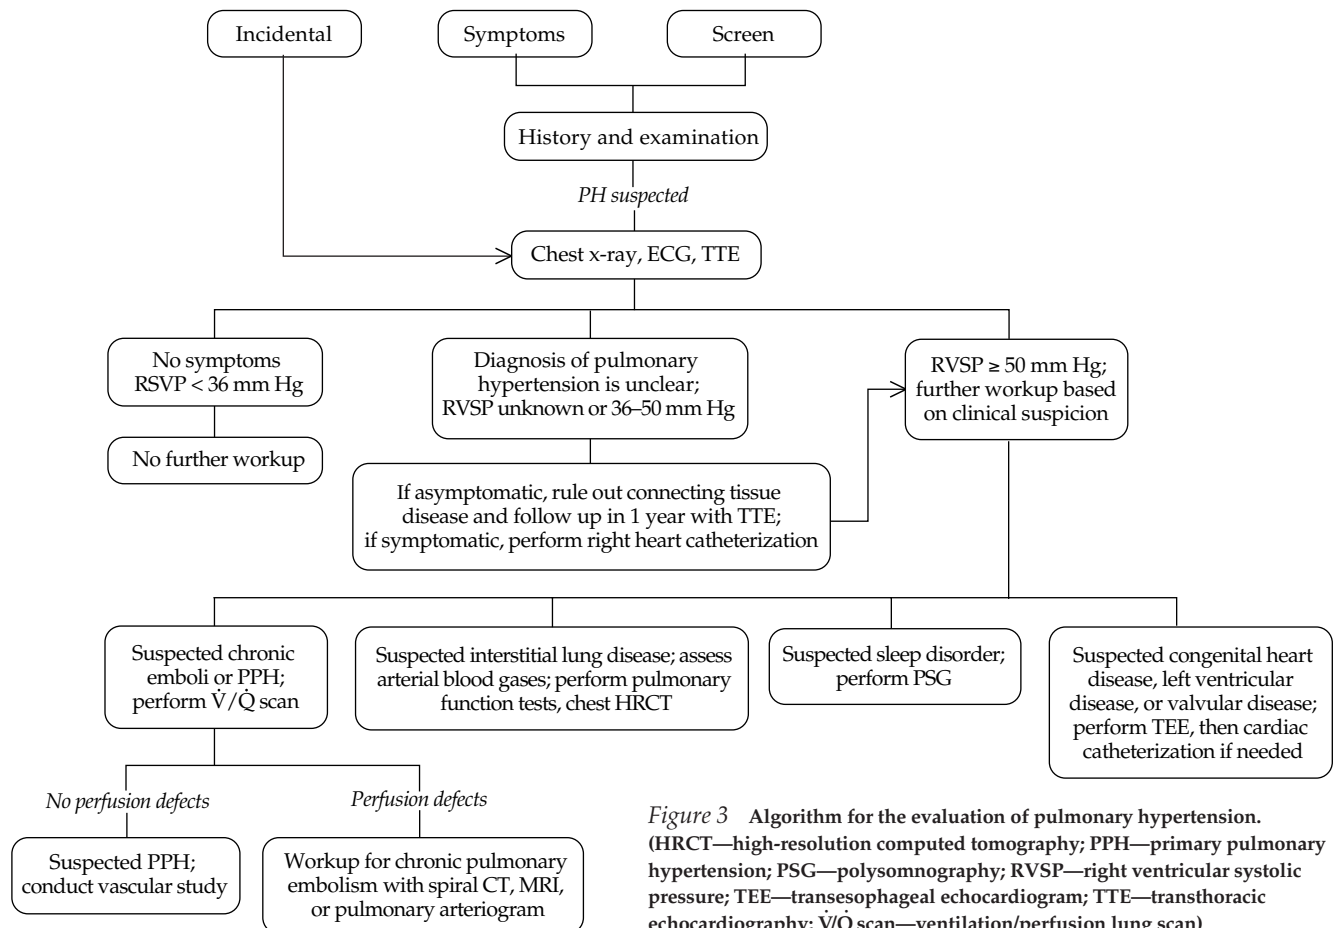 Incidental
Symptoms
Screen
History and examination
PH suspected
Chest x-ray, ECG, TTE
No symptoms
RSVP < 36 mm Hg
No further workup
Diagnosis of pulmonary
hypertension is unclear;
RVSP unknown or 36–50 mm Hg
If asymptomatic, rule out connecting tissue
disease and follow up in 1 year with TTE;
if symptomatic, perform right heart catheterization
RVSP ≥ 50 mm Hg;
further workup based
on clinical suspicion
Suspected chronic
emboli or PPH;
perform V̇/Q̇ scan
Suspected interstitial lung disease; assess
arterial blood gases; perform pulmonary
function tests, chest HRCT
Suspected sleep disorder;
perform PSG
Suspected congenital heart
disease, left ventricular
disease, or valvular disease;
perform TEE, then cardiac
catheterization if needed
No perfusion defects
Perfusion defects
Suspected PPH;
conduct vascular study
Workup for chronic pulmonary
embolism with spiral CT, MRI,
or pulmonary arteriogram
Figure 3 Algorithm for the evaluation of pulmonary hypertension.
(HRCT—high-resolution computed tomography; PPH—primary pulmonary
hypertension; PSG—polysomnography; RVSP—right ventricular systolic
pressure; TEE—transesophageal echocardiogram; TTE—transthoracic
echocardiography; V̇/Q̇ scan—ventilation/perfusion lung scan)